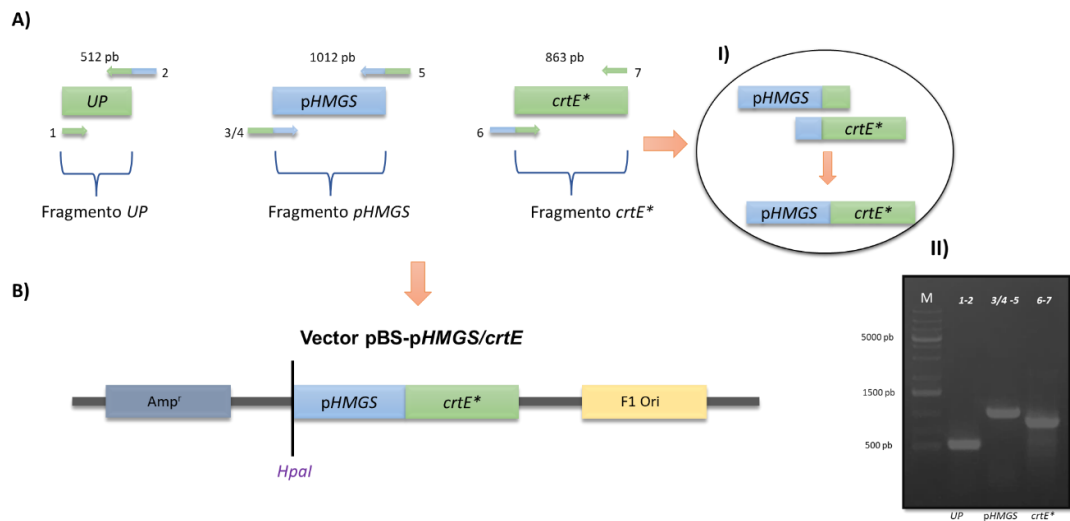 A)
512 pb
2
UP
1
Fragmento UP
1012 pb
5
pHMGS
3/4
Fragmento pHMGS
863 pb
7
crtE*
6
Fragmento crtE*
I)
pHMGS
crtE*
pHMGS
crtE*
B)
Vector pBS-pHMGS/crtE
Ampʳ
pHMGS
crtE*
F1 Ori
HpaI
II)
M
1-2
3/4 -5
6-7
5000 pb
1500 pb
500 pb
UP
pHMGS
crtE*